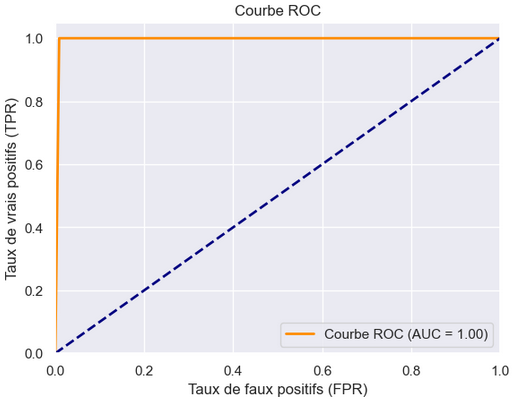 Courbe ROC
Taux de vrais positifs (TPR)
1.0
0.8
0.6
0.4
0.2
0.0
Courbe ROC (AUC = 1.00)
0.0 0.2 0.4 0.6 0.8 1.0
Taux de faux positifs (FPR)